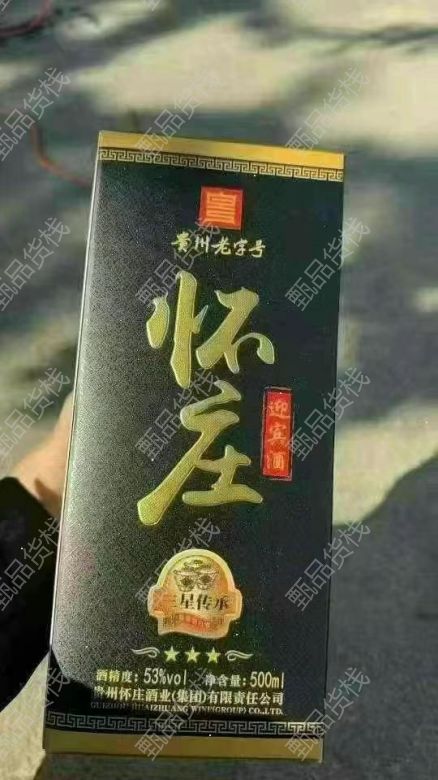 贵州老字号
怀庄
迎宾酒
三星传承
★★★
酒精度：53%vol 净含量：500ml
贵州怀庄酒业(集团)有限责任公司
GUIZHOU HUAIZHUANG WINE(GROUP) CO.,LTD.
甄品货栈